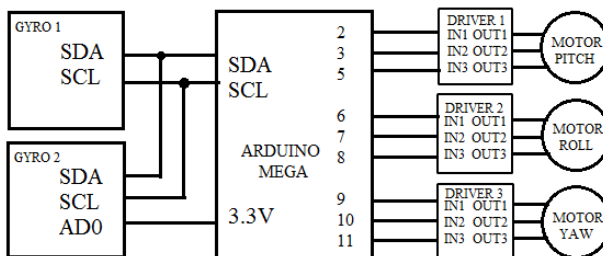 GYRO 1
SDA
SCL
GYRO 2
SDA
SCL
AD0
SDA
SCL
ARDUINO
MEGA
3.3V
2
3
5
6
7
8
9
10
11
DRIVER 1
IN1 OUT1
IN2 OUT2
IN3 OUT3
MOTOR
PITCH
DRIVER 2
IN1 OUT1
IN2 OUT2
IN3 OUT3
MOTOR
ROLL
DRIVER 3
IN1 OUT1
IN2 OUT2
IN3 OUT3
MOTOR
YAW